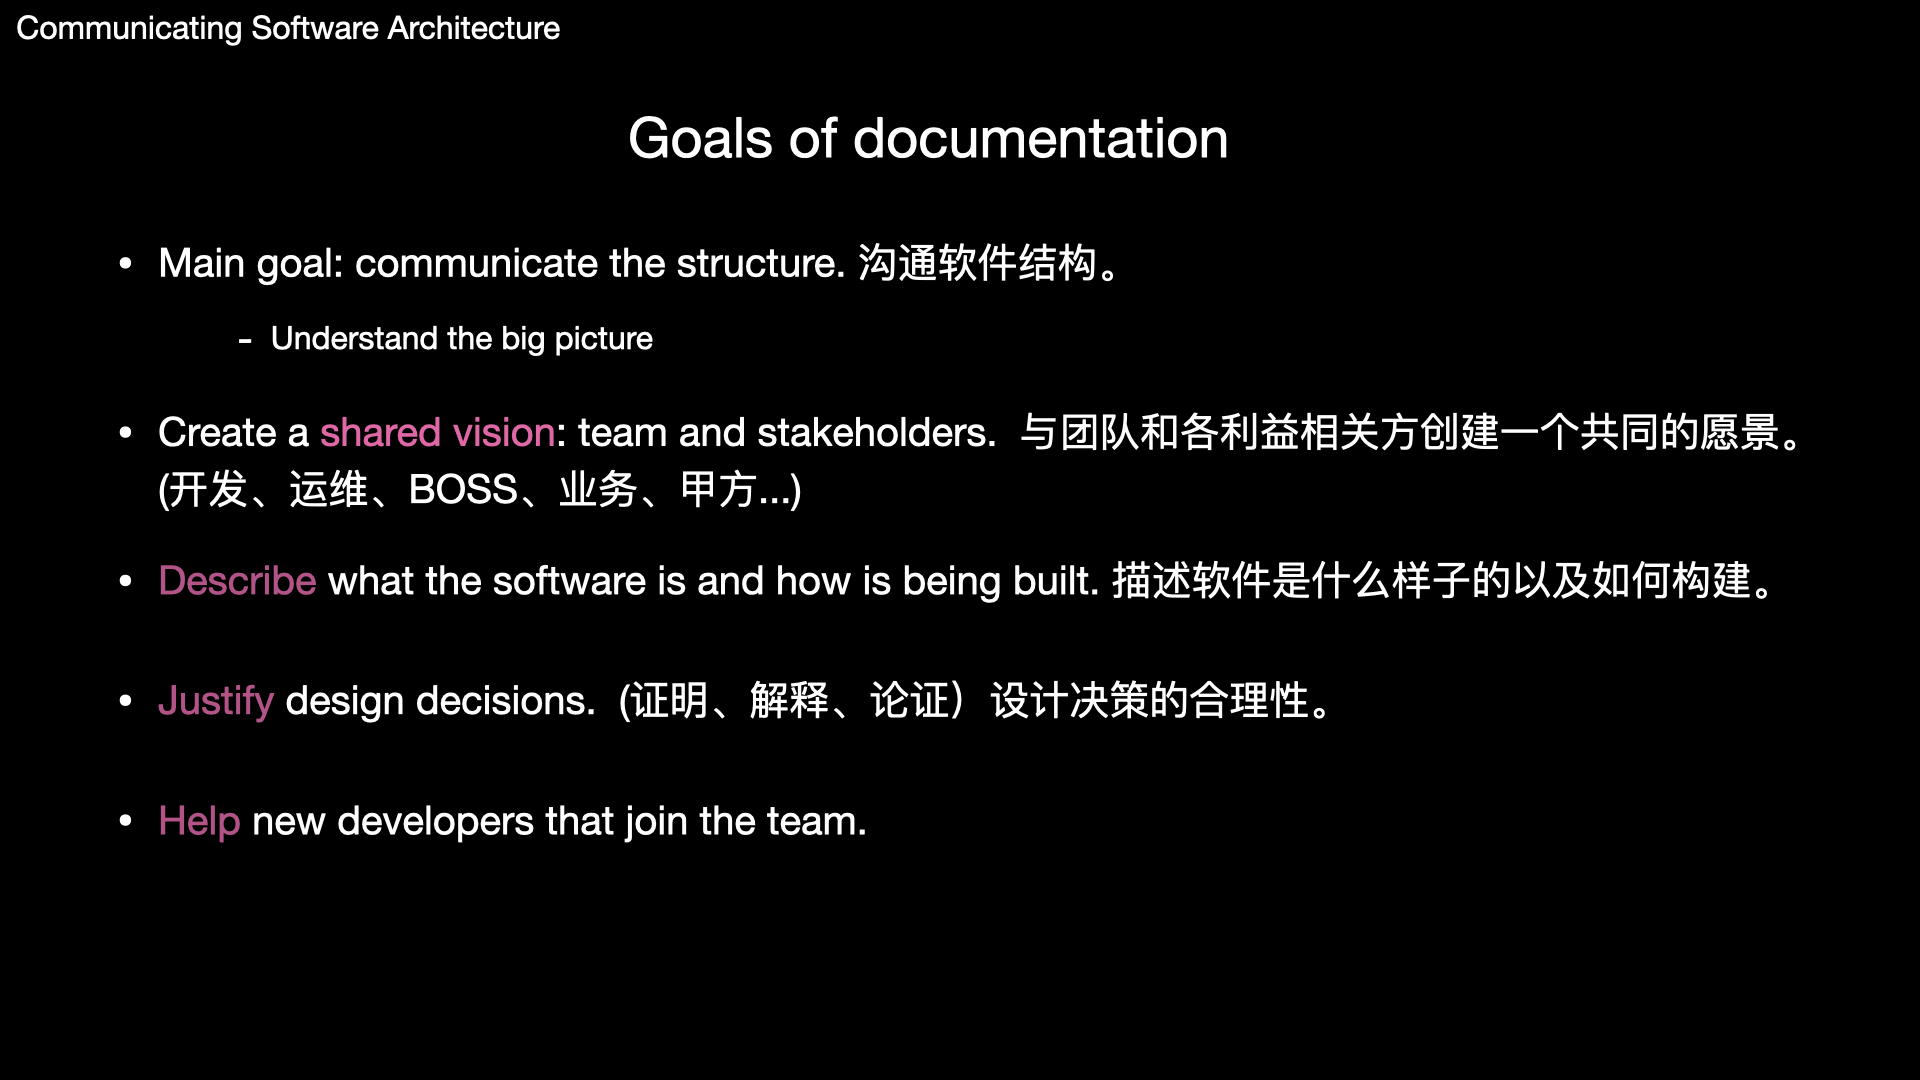 Communicating Software Architecture
Goals of documentation
• Main goal: communicate the structure. 沟通软件结构。
- Understand the big picture
• Create a shared vision: team and stakeholders. 与团队和各利益相关方创建一个共同的愿景。
(开发、运维、BOSS、业务、甲方...)
• Describe what the software is and how is being built. 描述软件是什么样子的以及如何构建。
• Justify design decisions. (证明、解释、论证）设计决策的合理性。
• Help new developers that join the team.